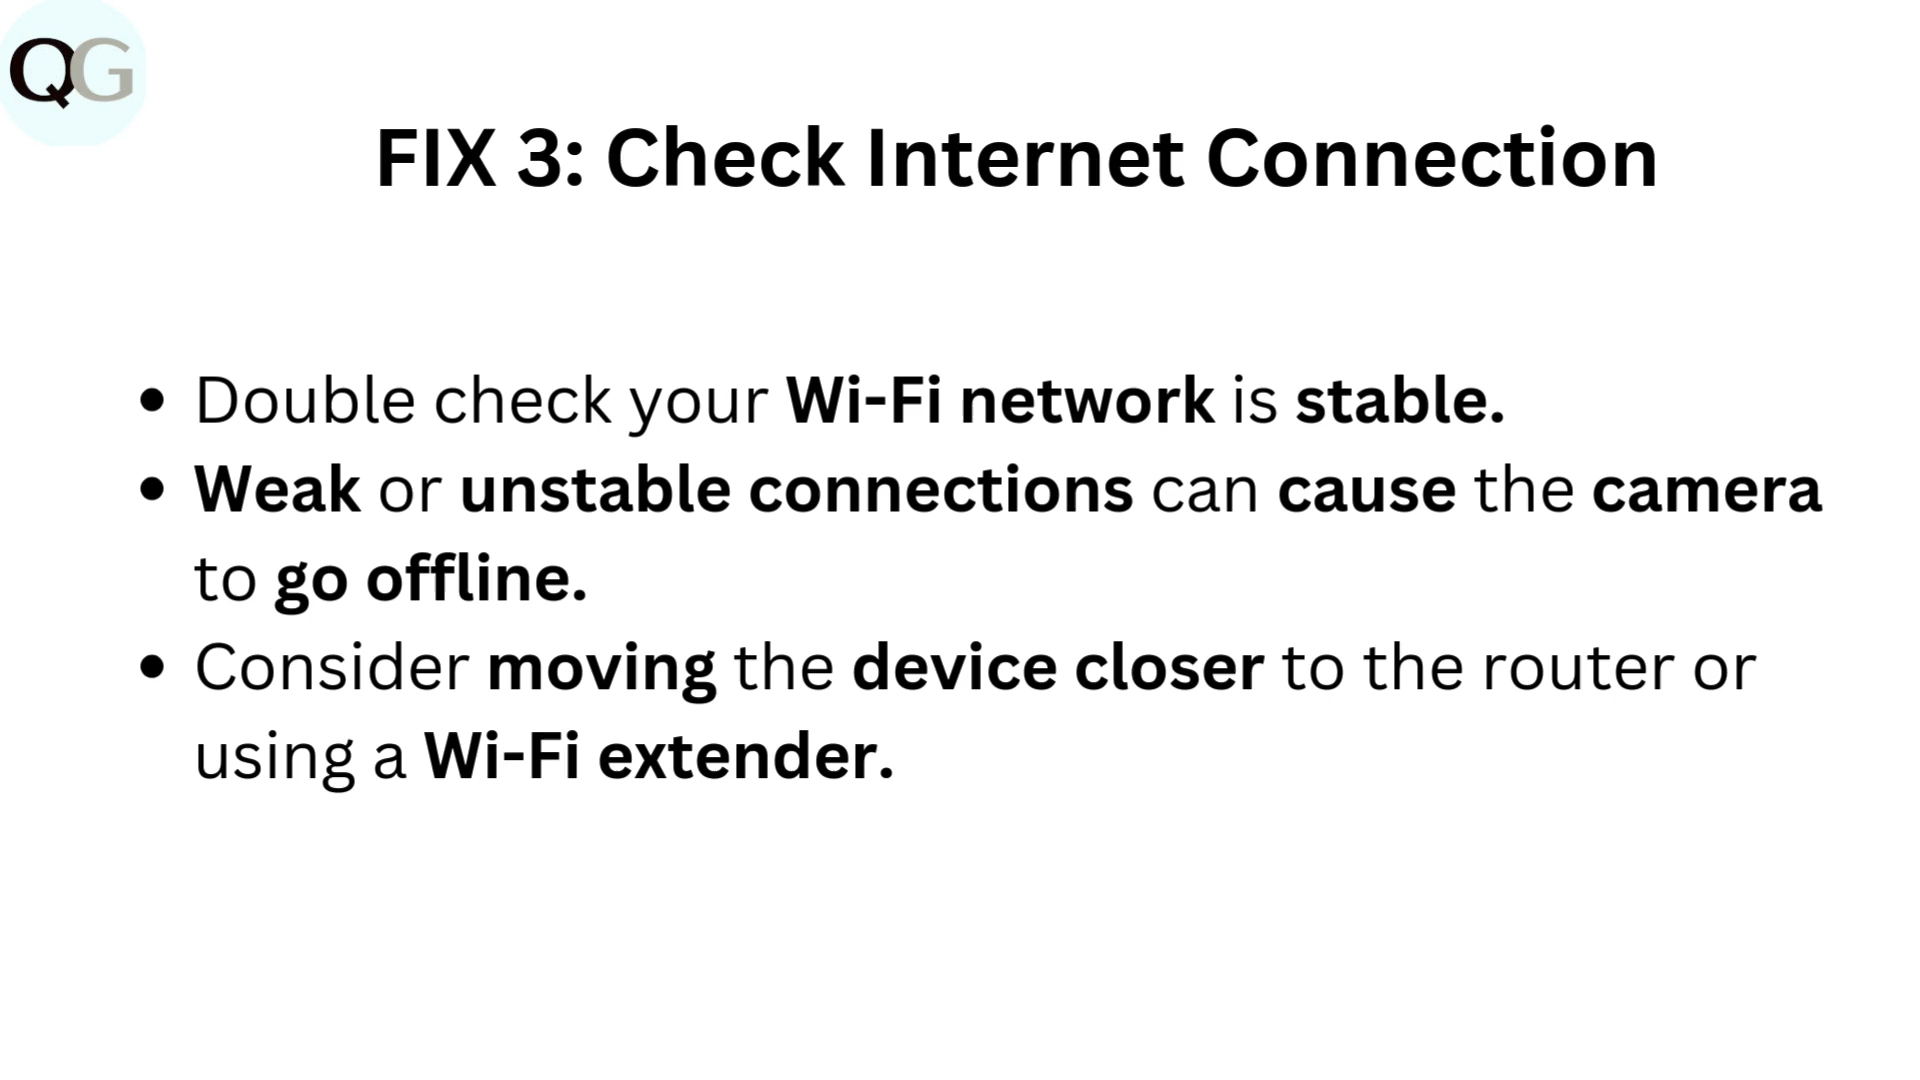 QG
FIX 3: Check Internet Connection
• Double check your Wi-Fi network is stable.
• Weak or unstable connections can cause the camera
to go offline.
• Consider moving the device closer to the router or
using a Wi-Fi extender.